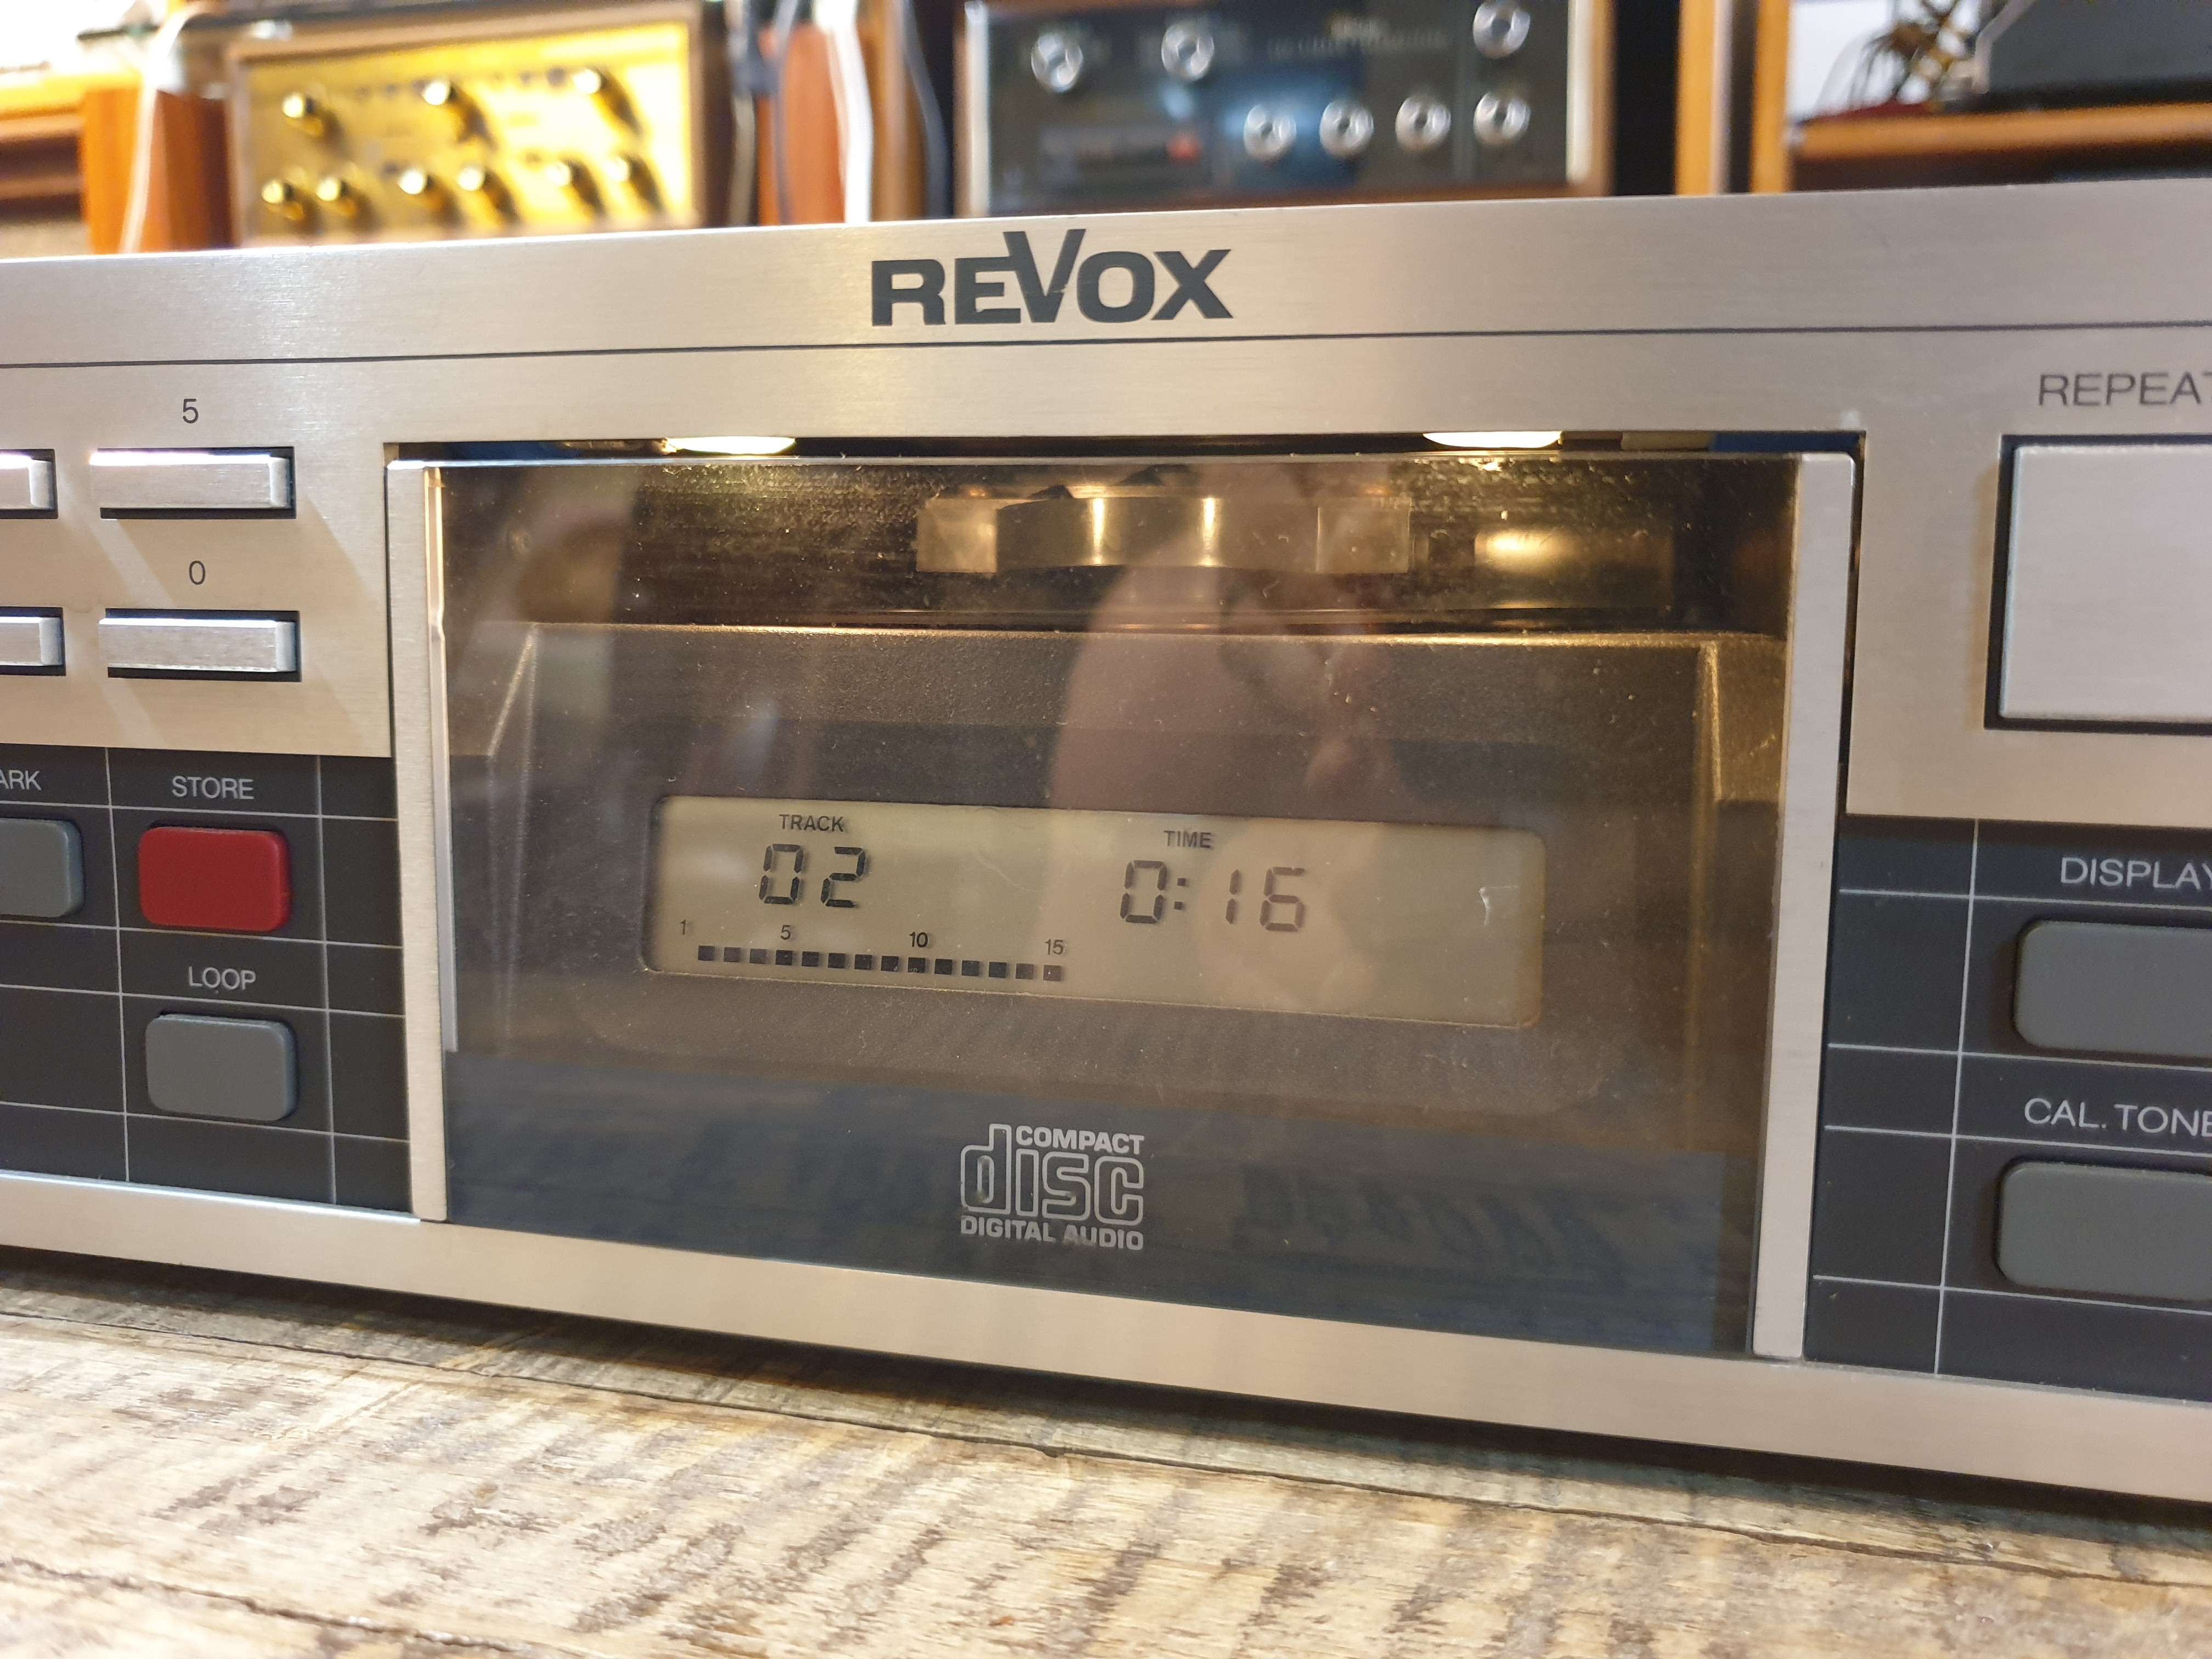 REVOX
5
REPEAT
0
ARK
STORE
TRACK
TIME
02
0:16
1 5 10 15
LOOP
DISPLAY
CAL. TONE
COMPACT
disc
DIGITAL AUDIO